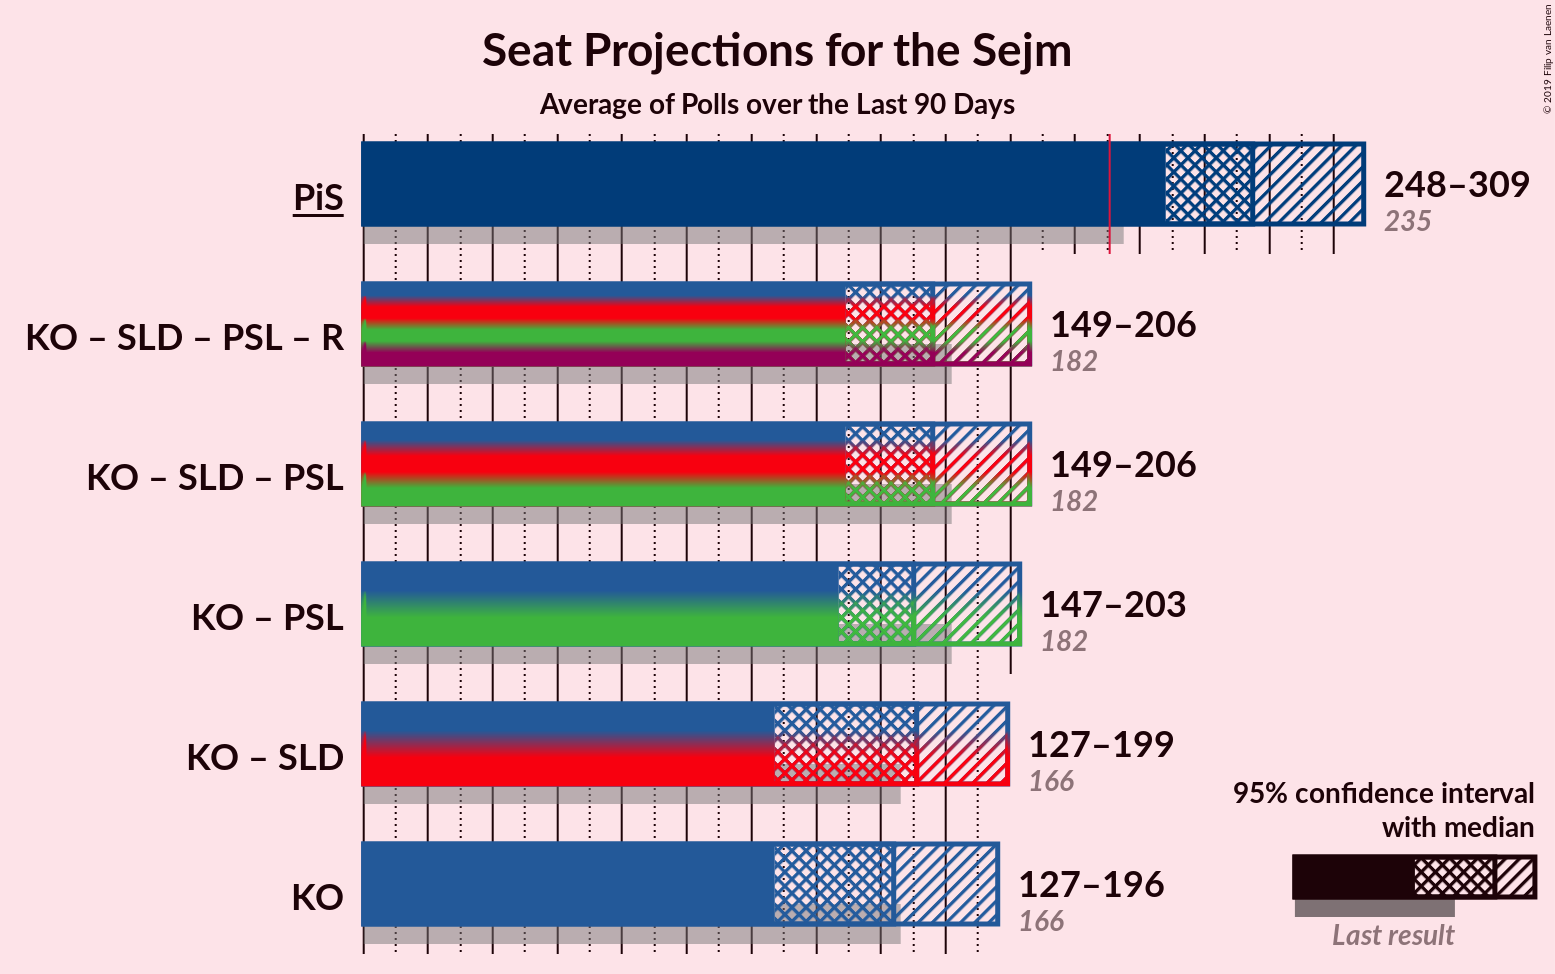 Seat Projections for the Sejm
Average of Polls over the Last 90 Days
© 2019 Filip van Laenen
PiS
248–309
235
KO – SLD – PSL – R
149–206
182
KO – SLD – PSL
149–206
182
KO – PSL
147–203
182
KO – SLD
127–199
166
KO
127–196
166
95% confidence interval
with median
Last result